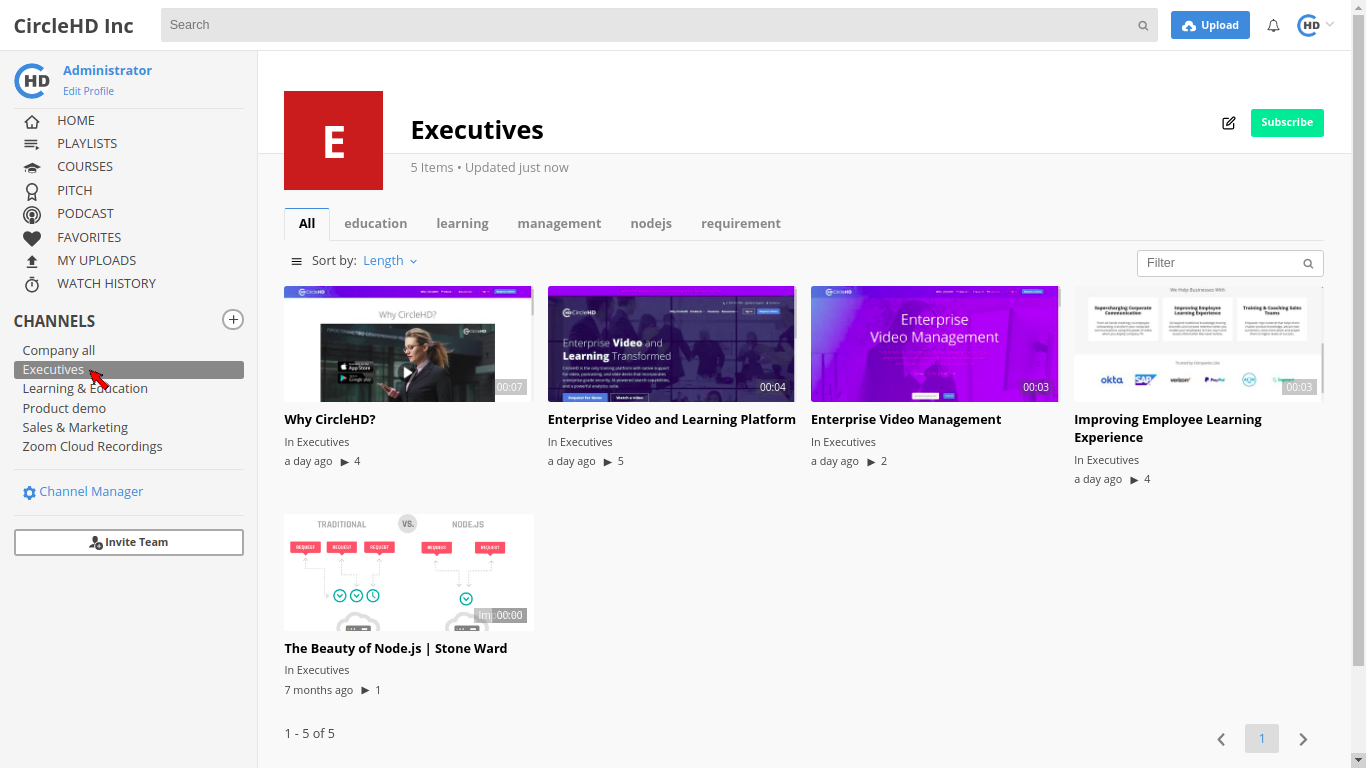 CircleHD Inc
Search
Upload
HD
HD
Administrator
Edit Profile
HOME
PLAYLISTS
COURSES
PITCH
PODCAST
FAVORITES
MY UPLOADS
WATCH HISTORY
CHANNELS
Company all
Executives
Learning & Education
Product demo
Sales & Marketing
Zoom Cloud Recordings
Channel Manager
Invite Team
E
Executives
Subscribe
5 Items • Updated just now
All education learning management nodejs requirement
Sort by: Length
Filter
CircleHD
Why CircleHD?
App Store
Google play
00:07
Why CircleHD?
In Executives
a day ago ▶ 4
CircleHD
Enterprise Video and
Learning Transformed
00:04
Enterprise Video and Learning Platform
In Executives
a day ago ▶ 5
CircleHD
Enterprise
Video Management
00:03
Enterprise Video Management
In Executives
a day ago ▶ 2
We Help Businesses With
Supercharging Corporate
Communication
Improving Employee
Learning Experience
Training & Coaching Sales
Teams
okta SAP verizon PayPal
00:03
Improving Employee Learning
Experience
In Executives
a day ago ▶ 4
TRADITIONAL VS. NODE.JS
REQUEST REQUEST REQUEST REQUEST REQUEST
00:00
The Beauty of Node.js | Stone Ward
In Executives
7 months ago ▶ 1
1 - 5 of 5
1